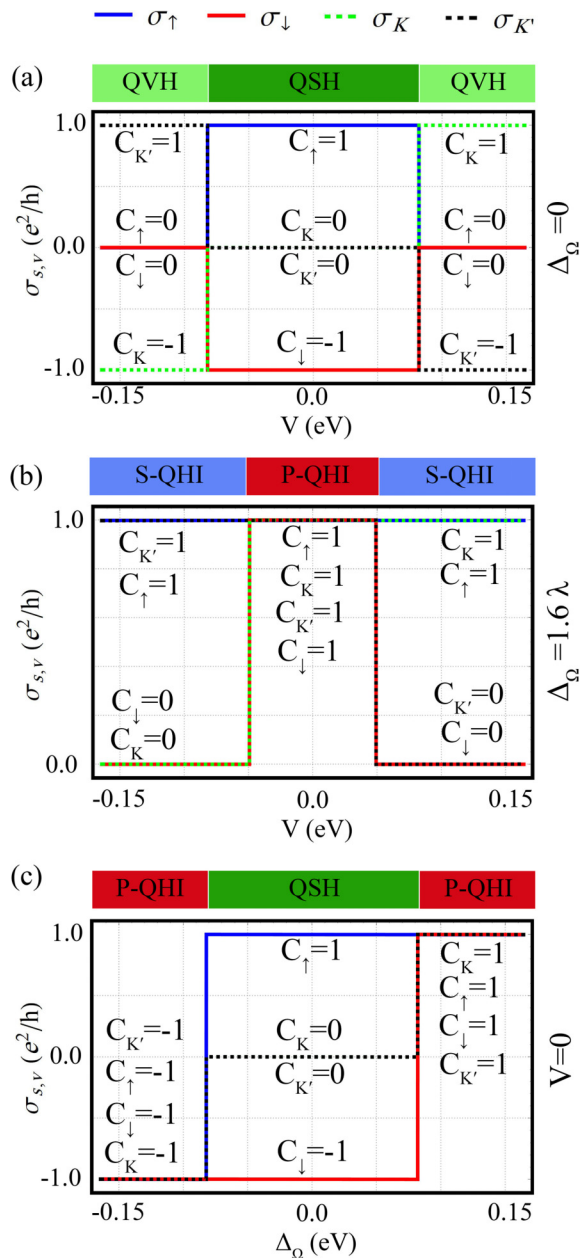 σ↑ σ↓ σK σK'
(a)
QVH QSH QVH
1.0
CK′=1 C↑=1 CK=1
C↑=0 CK=0 C↑=0
0.0
C↓=0 CK′=0 C↓=0
CK=-1 C↓=-1 CK′=-1
-1.0
σs,v (e²/h)
ΔΩ =0
-0.15 0.0 0.15
V (eV)
(b)
S-QHI P-QHI S-QHI
1.0
CK′=1 C↑=1 CK=1
C↑=1 CK=1 C↑=1
CK′=1
C↓=1
C↓=0 CK′=0
CK=0 C↓=0
0.0
σs,v (e²/h)
ΔΩ =1.6 λ
-0.15 0.0 0.15
V (eV)
(c)
P-QHI QSH P-QHI
1.0
C↑=1 CK=1
C↑=1
CK′=-1 CK=0 C↓=1
0.0
C↑=-1 CK′=0 CK′=1
C↓=-1
CK=-1 C↓=-1
-1.0
σs,v (e²/h)
V=0
-0.15 0.0 0.15
ΔΩ (eV)